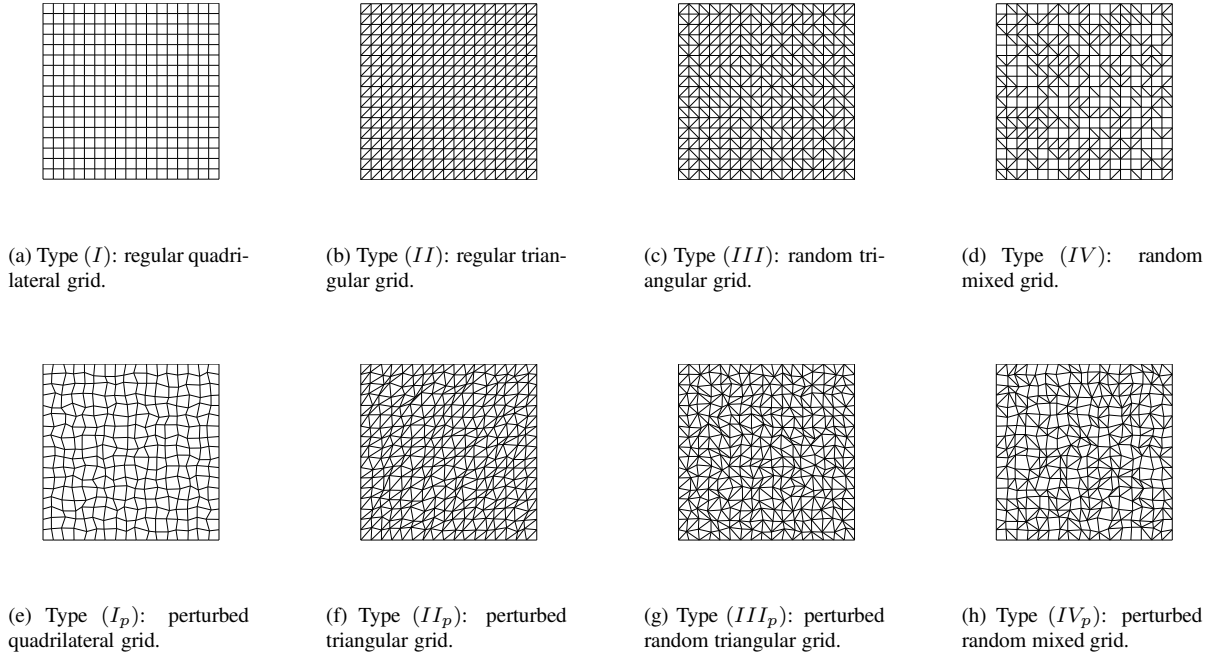 (a) Type (I): regular quadri-
lateral grid.
(b) Type (II): regular trian-
gular grid.
(c) Type (III): random tri-
angular grid.
(d) Type (IV): random
mixed grid.
(e) Type (I_p): perturbed
quadrilateral grid.
(f) Type (II_p): perturbed
triangular grid.
(g) Type (III_p): perturbed
random triangular grid.
(h) Type (IV_p): perturbed
random mixed grid.